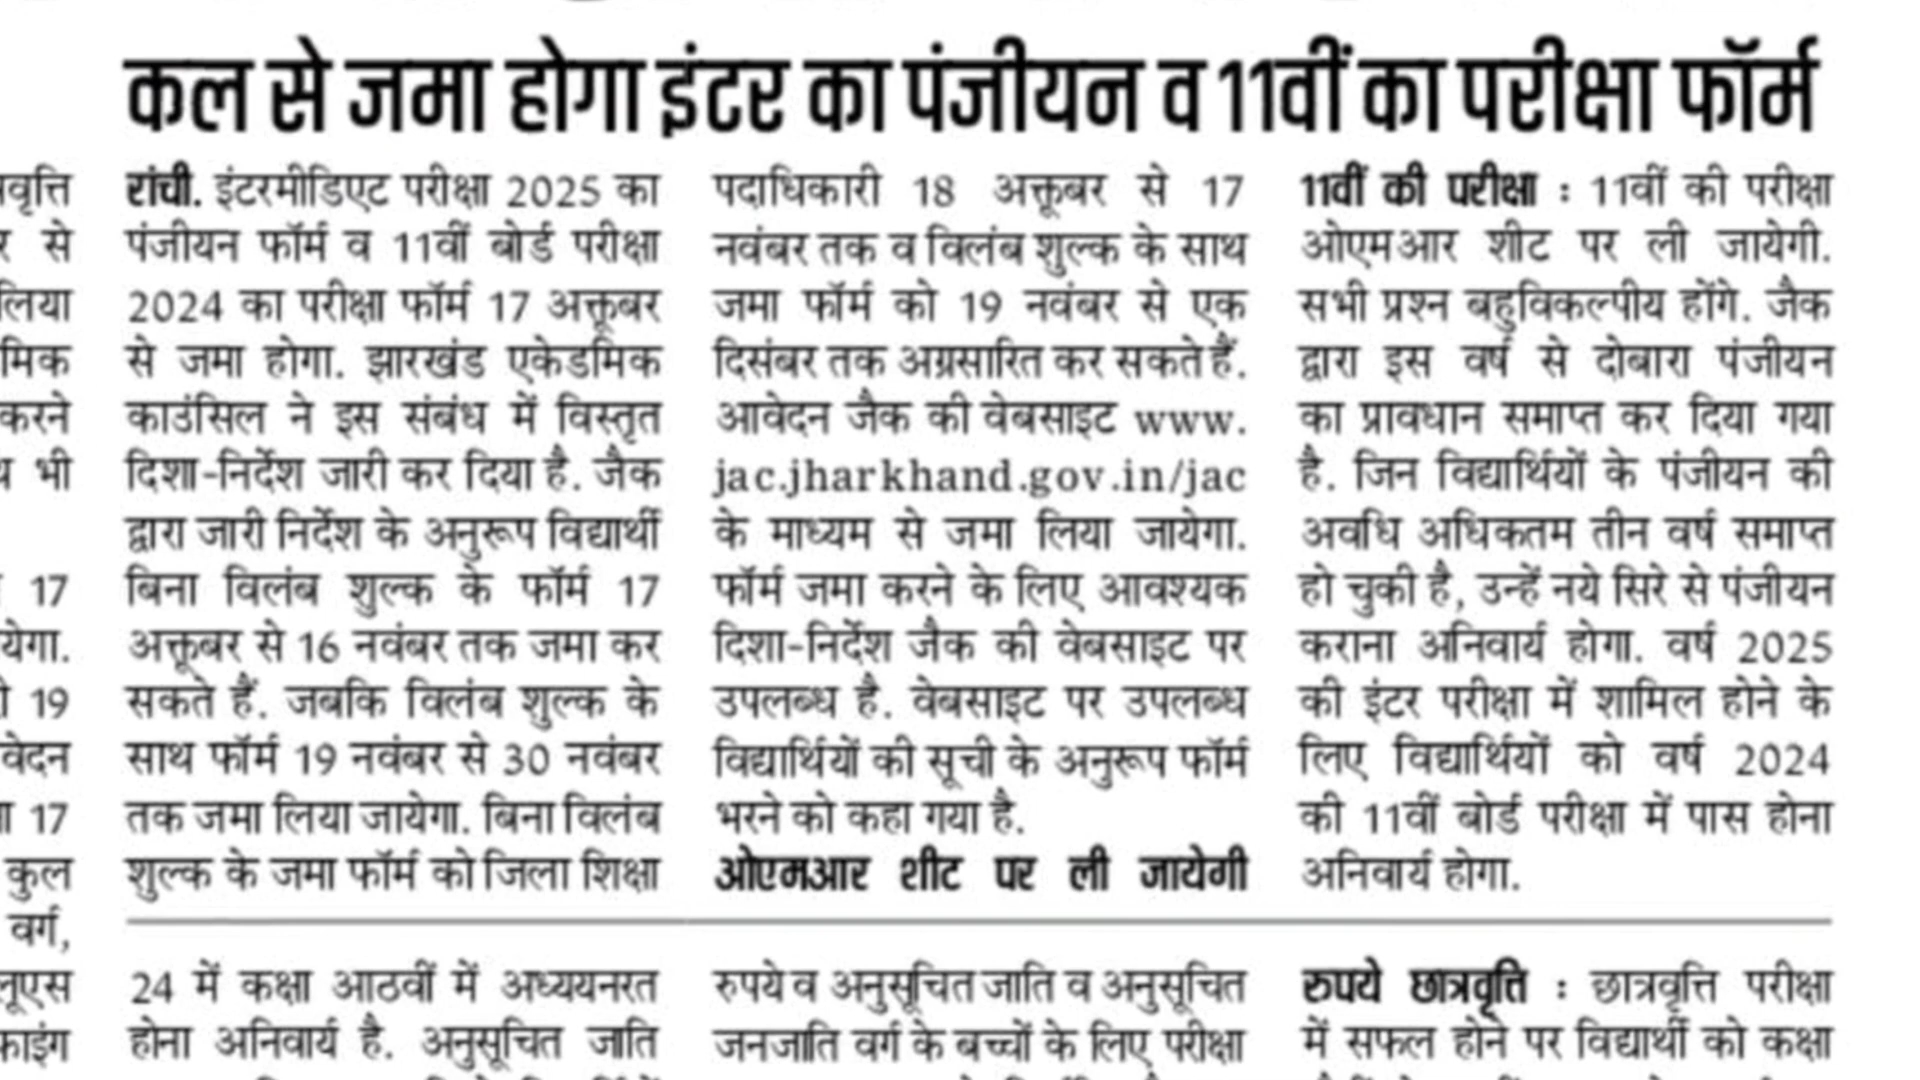 कल से जमा होगा इंटर का पंजीयन व 11वीं का परीक्षा फॉर्म
रांची. इंटरमीडिएट परीक्षा 2025 का
पंजीयन फॉर्म व 11वीं बोर्ड परीक्षा
2024 का परीक्षा फॉर्म 17 अक्तूबर
से जमा होगा. झारखंड एकेडमिक
काउंसिल ने इस संबंध में विस्तृत
दिशा-निर्देश जारी कर दिया है. जैक
द्वारा जारी निर्देश के अनुरूप विद्यार्थी
बिना विलंब शुल्क के फॉर्म 17
अक्तूबर से 16 नवंबर तक जमा कर
सकते हैं. जबकि विलंब शुल्क के
साथ फॉर्म 19 नवंबर से 30 नवंबर
तक जमा लिया जायेगा. बिना विलंब
शुल्क के जमा फॉर्म को जिला शिक्षा
पदाधिकारी 18 अक्तूबर से 17
नवंबर तक व विलंब शुल्क के साथ
जमा फॉर्म को 19 नवंबर से एक
दिसंबर तक अग्रसारित कर सकते हैं.
आवेदन जैक की वेबसाइट www.
jac.jharkhand.gov.in/jac
के माध्यम से जमा लिया जायेगा.
फॉर्म जमा करने के लिए आवश्यक
दिशा-निर्देश जैक की वेबसाइट पर
उपलब्ध है. वेबसाइट पर उपलब्ध
विद्यार्थियों की सूची के अनुरूप फॉर्म
भरने को कहा गया है.
ओएमआर शीट पर ली जायेगी
11वीं की परीक्षा : 11वीं की परीक्षा
ओएमआर शीट पर ली जायेगी.
सभी प्रश्न बहुविकल्पीय होंगे. जैक
द्वारा इस वर्ष से दोबारा पंजीयन
का प्रावधान समाप्त कर दिया गया
है. जिन विद्यार्थियों के पंजीयन की
अवधि अधिकतम तीन वर्ष समाप्त
हो चुकी है, उन्हें नये सिरे से पंजीयन
कराना अनिवार्य होगा. वर्ष 2025
की इंटर परीक्षा में शामिल होने के
लिए विद्यार्थियों को वर्ष 2024
की 11वीं बोर्ड परीक्षा में पास होना
अनिवार्य होगा.
से
करने
भी
17
19
17
कुल
वर्ग,
24 में कक्षा आठवीं में अध्ययनरत
होना अनिवार्य है. अनुसूचित जाति
रुपये व अनुसूचित जाति व अनुसूचित
जनजाति वर्ग के बच्चों के लिए परीक्षा
रुपये छात्रवृत्ति : छात्रवृत्ति परीक्षा
में सफल होने पर विद्यार्थी को कक्षा